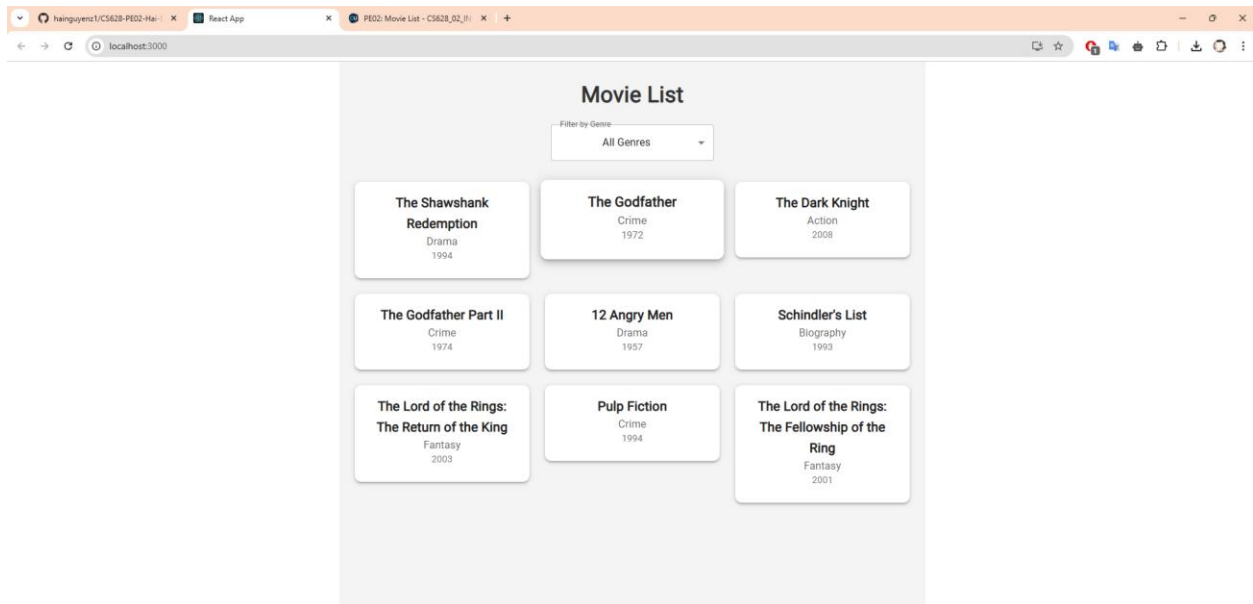 hainguyenz1/CS628-PE02-Hai-
React App
PE02: Movie List - CS628_02_IN
localhost:3000
Movie List
Filter by Genre
All Genres
The Shawshank
Redemption
Drama
1994
The Godfather
Crime
1972
The Dark Knight
Action
2008
The Godfather Part II
Crime
1974
12 Angry Men
Drama
1957
Schindler's List
Biography
1993
The Lord of the Rings:
The Return of the King
Fantasy
2003
Pulp Fiction
Crime
1994
The Lord of the Rings:
The Fellowship of the
Ring
Fantasy
2001